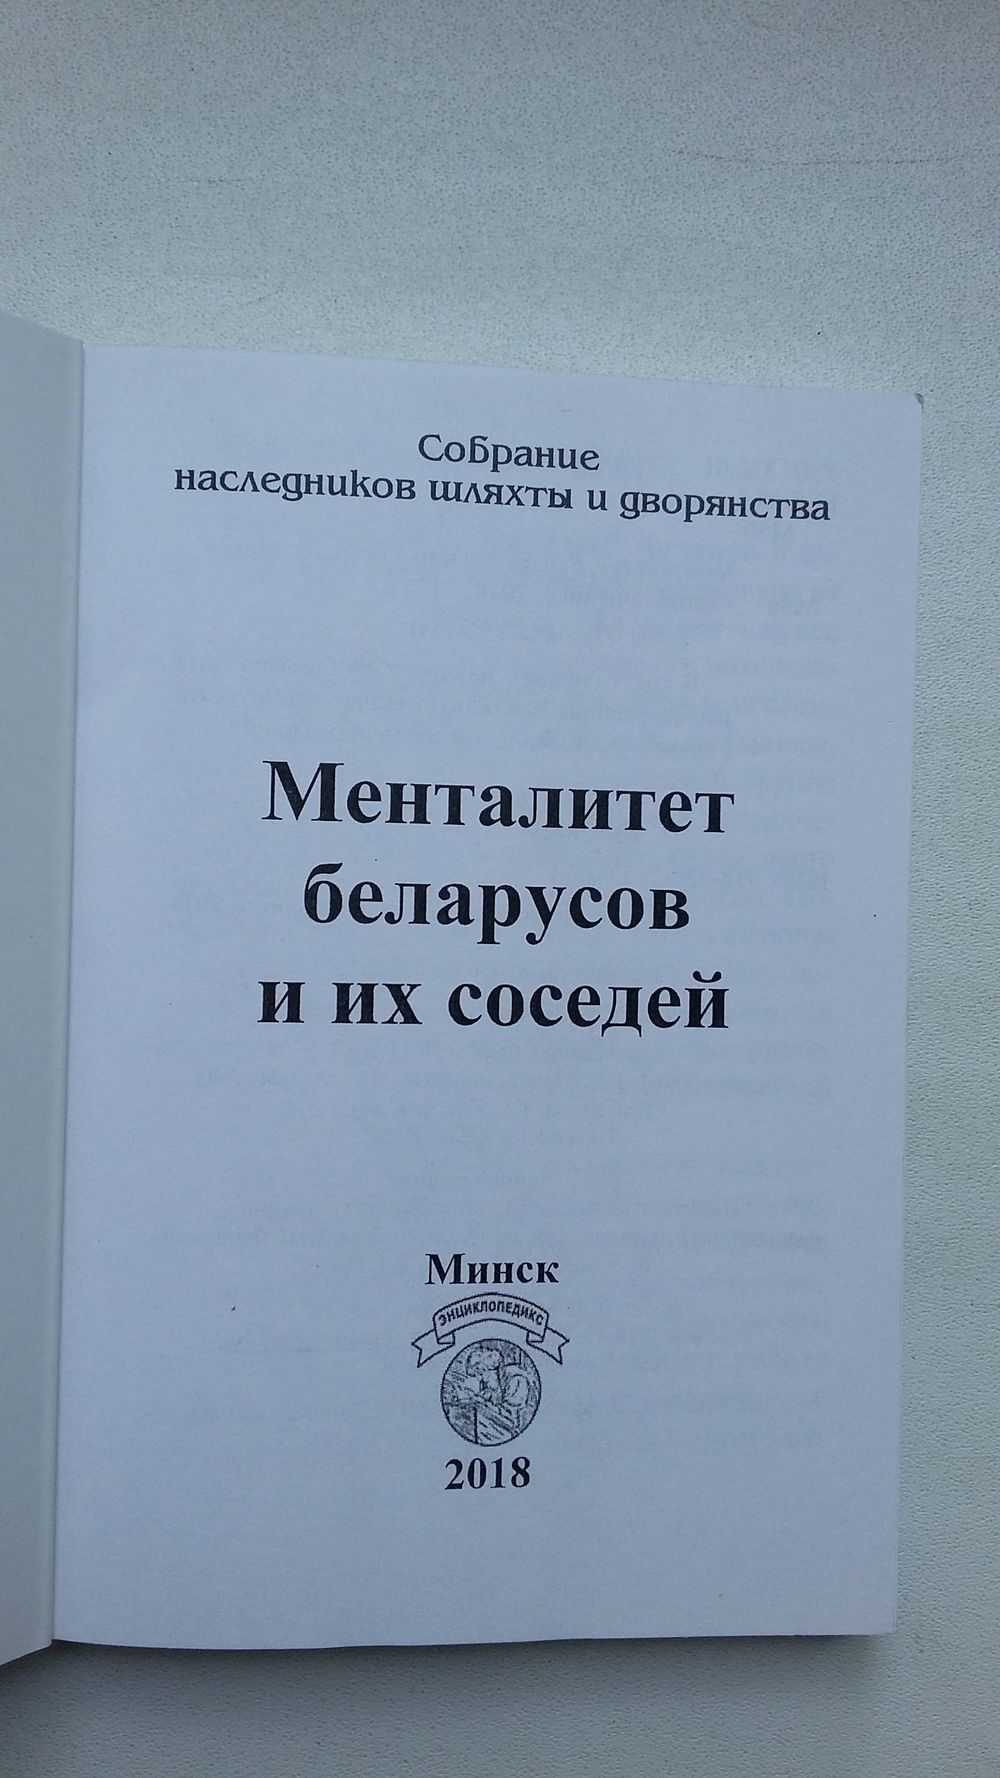 Собрание
наследников шляхты и дворянства
Менталитет
беларусов
и их соседей
Минск
ЭНЦИКЛОПЕДИКС
2018